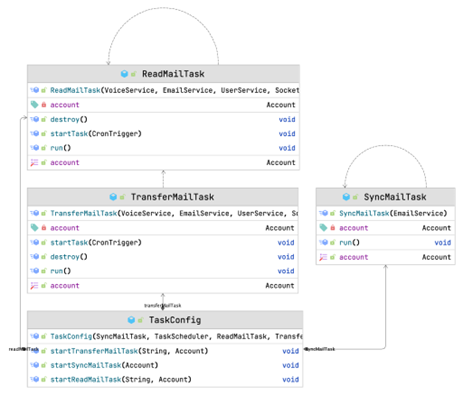 ReadMailTask
ReadMailTask(VoiceService, EmailService, UserService, Socket
account Account
destroy() void
startTask(CronTrigger) void
run() void
account Account
TransferMailTask
TransferMailTask(VoiceService, EmailService, UserService, So
account Account
startTask(CronTrigger) void
destroy() void
run() void
account Account
SyncMailTask
SyncMailTask(EmailService)
account Account
run() void
account Account
transferMailTask
TaskConfig
TaskConfig(SyncMailTask, TaskScheduler, ReadMailTask, Transfe
readMailTask
startTransferMailTask(String, Account) void
syncMailTask
startSyncMailTask(Account) void
startReadMailTask(String, Account) void